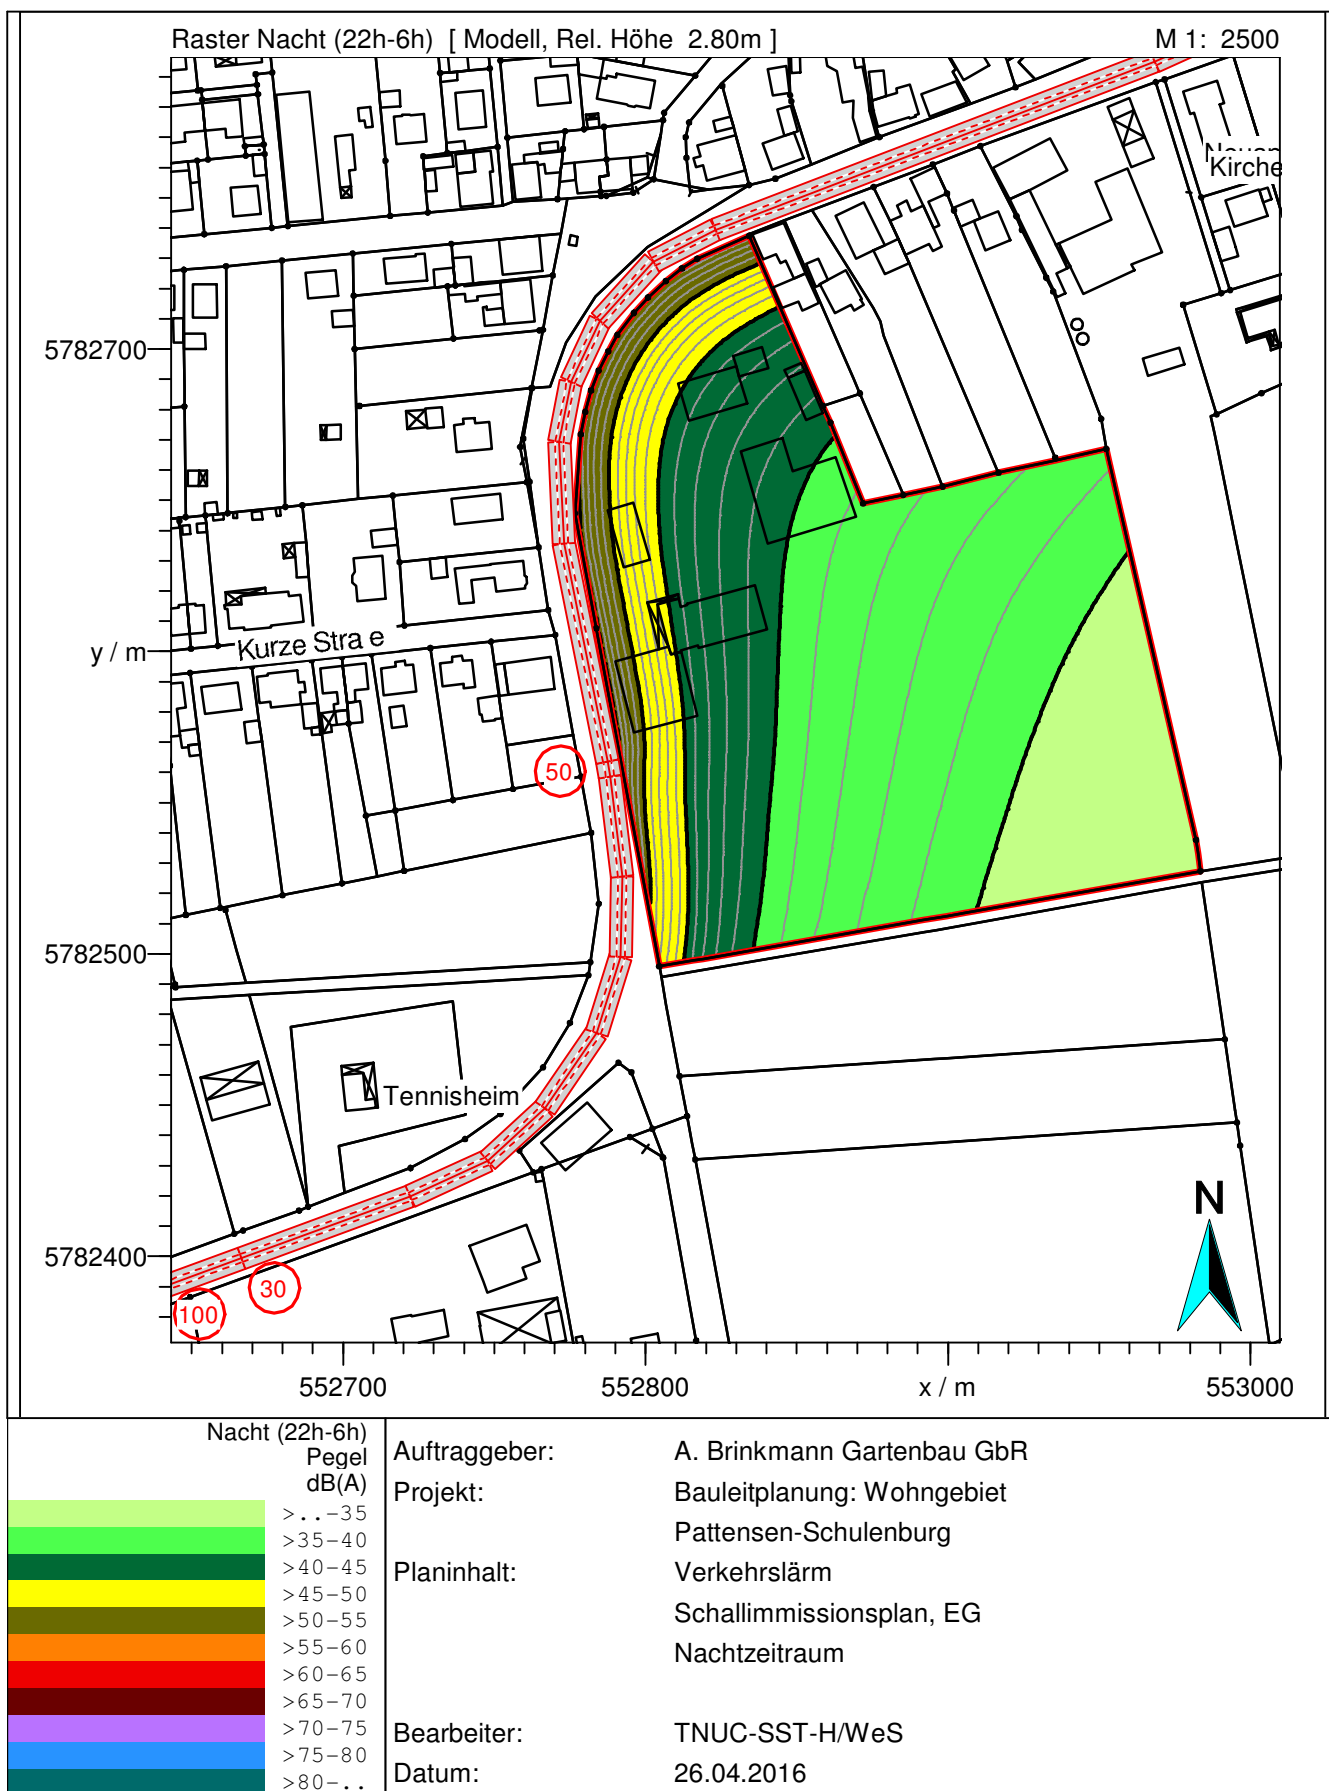 Raster Nacht (22h-6h) [ Modell, Rel. Höhe 2.80m ]
M 1: 2500
Kirche
5782700
y / m
Kurze Stra e
50
5782500
Tennisheim
N
5782400
30
100
552700
552800
x / m
553000
Nacht (22h-6h)
Pegel
dB(A)
>..-35
>35-40
>40-45
>45-50
>50-55
>55-60
>60-65
>65-70
>70-75
>75-80
>80-..
Auftraggeber: A. Brinkmann Gartenbau GbR
Projekt: Bauleitplanung: Wohngebiet
Pattensen-Schulenburg
Planinhalt: Verkehrslärm
Schallimmissionsplan, EG
Nachtzeitraum
Bearbeiter: TNUC-SST-H/WeS
Datum: 26.04.2016